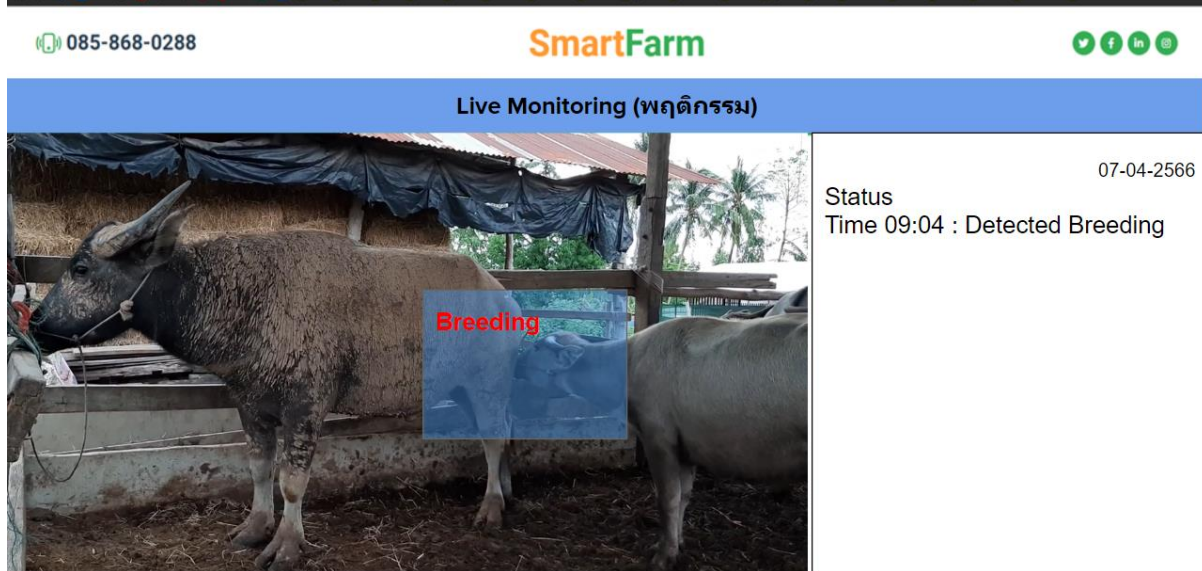 085-868-0288
SmartFarm
Live Monitoring (พฤติกรรม)
Breeding
07-04-2566
Status
Time 09:04 : Detected Breeding